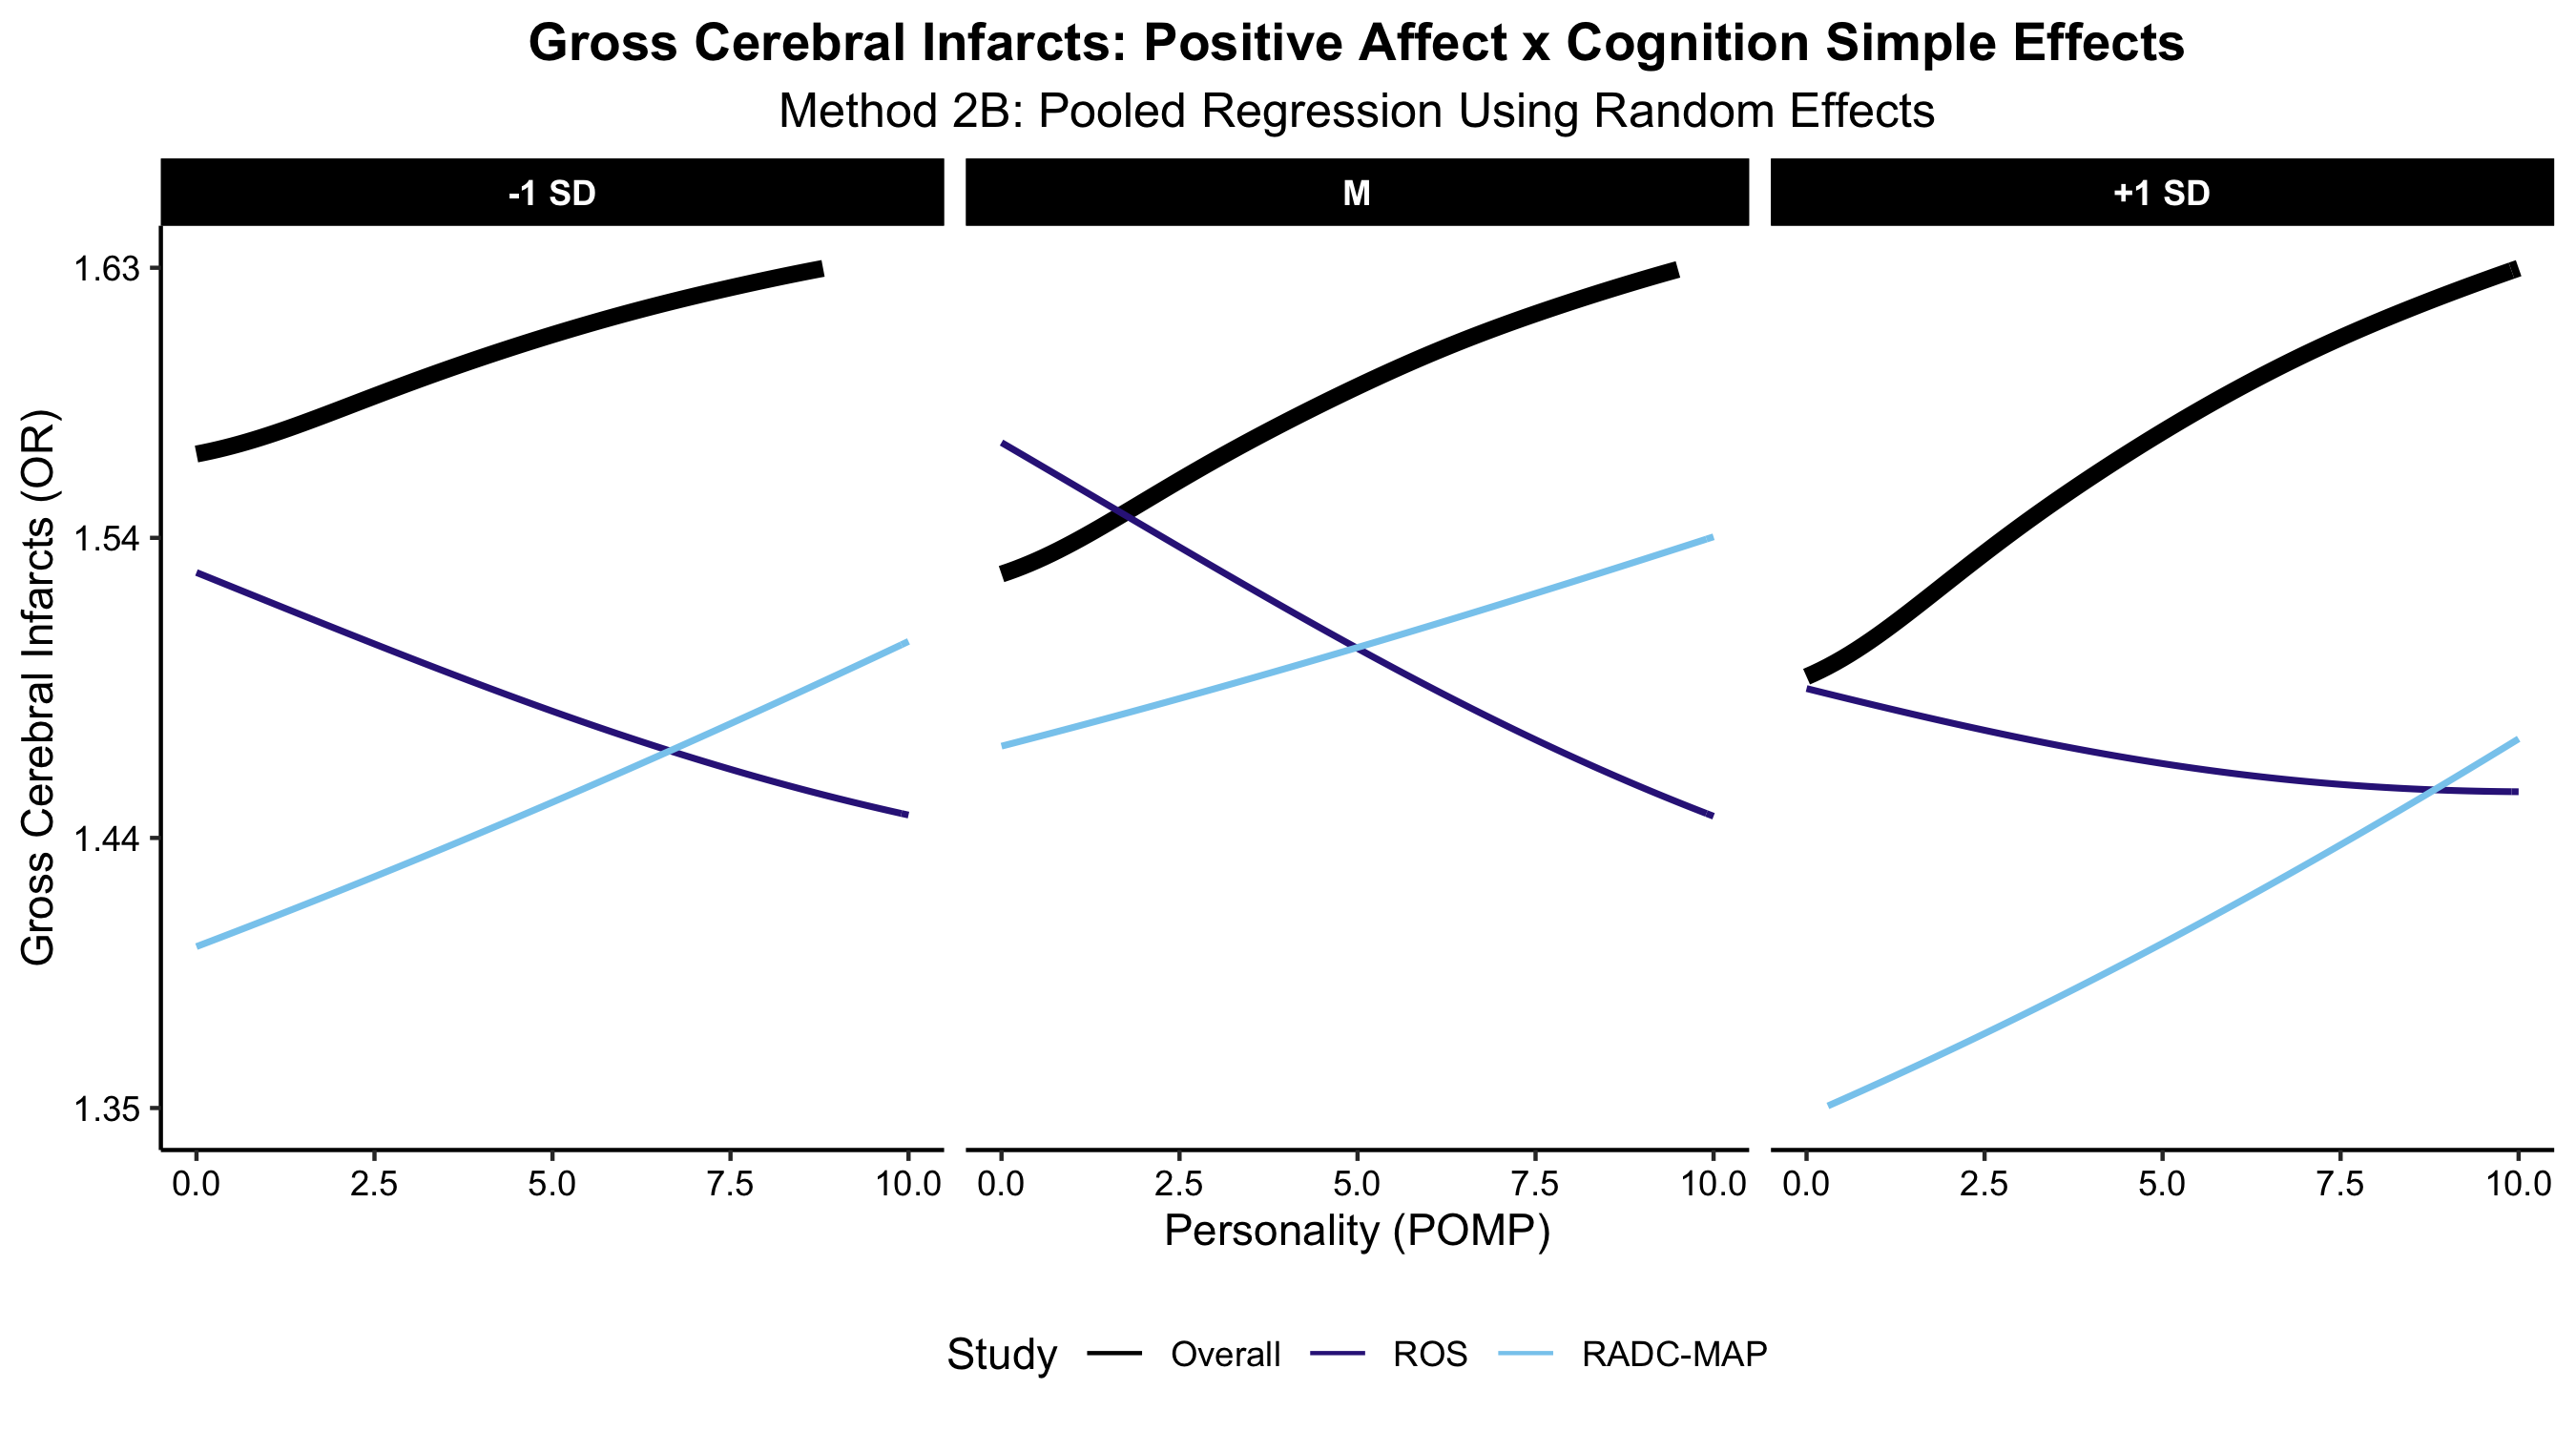 Gross Cerebral Infarcts: Positive Affect x Cognition Simple Effects
Method 2B: Pooled Regression Using Random Effects
-1 SD
M
+1 SD
Gross Cerebral Infarcts (OR)
1.63
1.54
1.44
1.35
0.0 2.5 5.0 7.5 10.0
0.0 2.5 5.0 7.5 10.0
0.0 2.5 5.0 7.5 10.0
Personality (POMP)
Study Overall ROS RADC-MAP